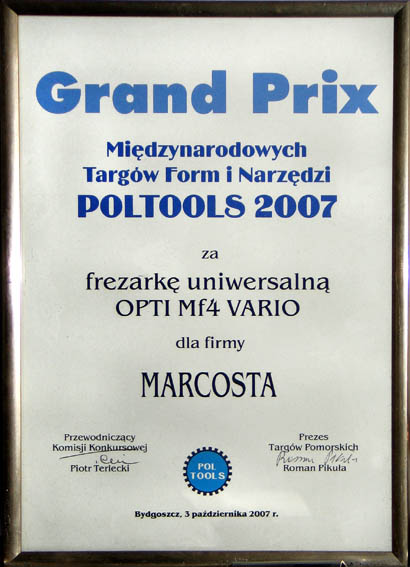 Grand Prix
Międzynarodowych
Targów Form i Narzędzi
POLTOOLS 2007
za
frezarkę uniwersalną
OPTI Mf4 VARIO
dla firmy
MARCOSTA
Przewodniczący
Komisji Konkursowej
Piotr Terlecki
Prezes
Targów Pomorskich
Roman Pikuła
POL
TOOLS
Bydgoszcz, 3 października 2007 r.